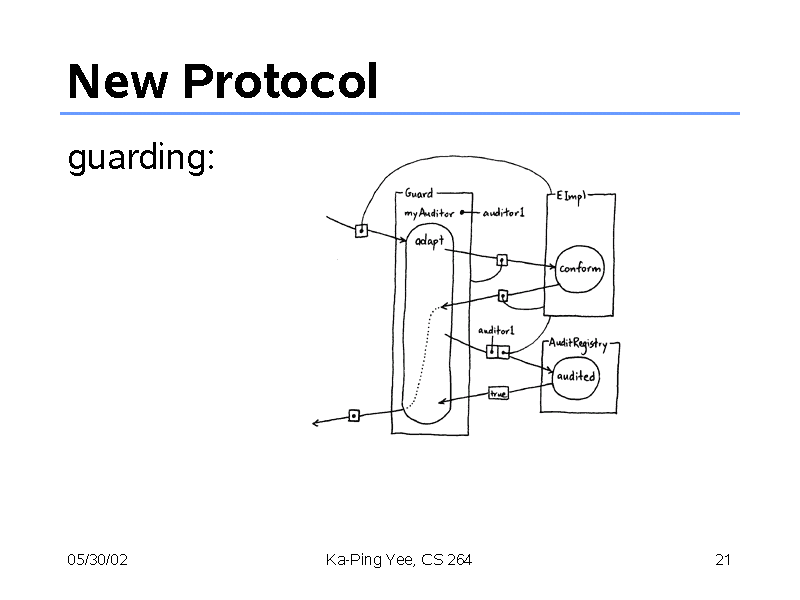 New Protocol
guarding:
Guard
EImpl
myAuditor
auditor1
adapt
conform
auditor1
AuditRegistry
audited
true
05/30/02
Ka-Ping Yee, CS 264
21